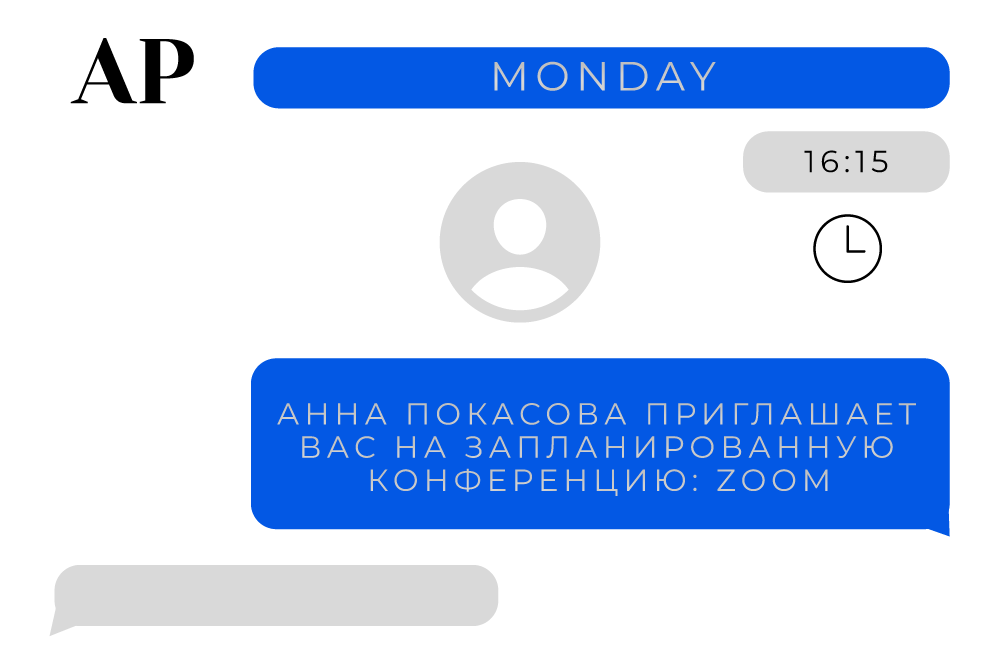 AP
MONDAY
16:15
АННА ПОКАСОВА ПРИГЛАШАЕТ
ВАС НА ЗАПЛАНИРОВАННУЮ
КОНФЕРЕНЦИЮ: ZOOM